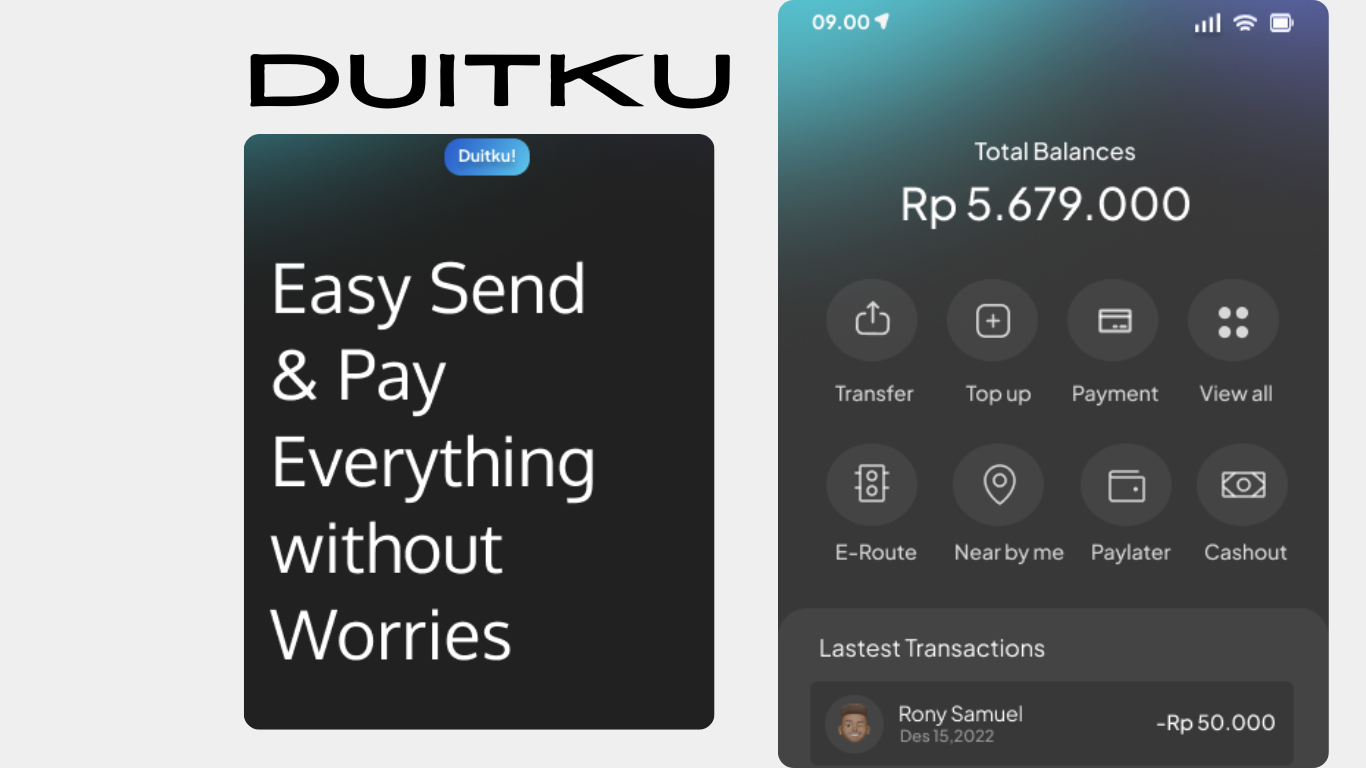 DUITKU
Duitku!
Easy Send
& Pay
Everything
without
Worries
09.00
Total Balances
Rp 5.679.000
Transfer Top up Payment View all
E-Route Near by me Paylater Cashout
Lastest Transactions
Rony Samuel
-Rp 50.000
Des 15,2022